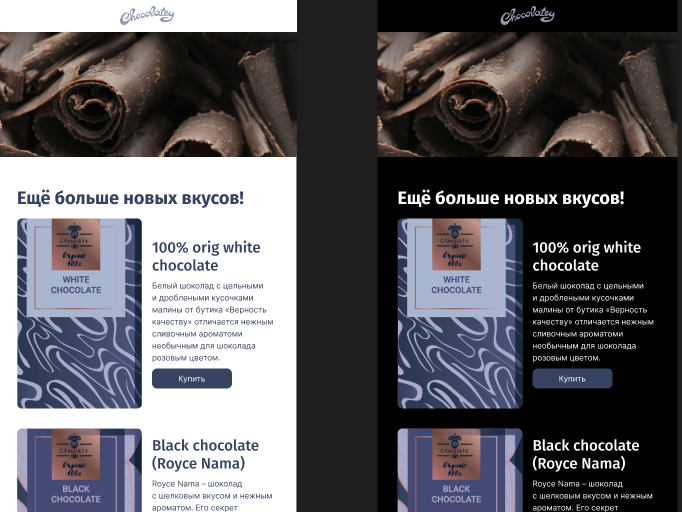 Chocolatey
Ещё больше новых вкусов!
Chocolate
Organic
100%
WHITE
CHOCOLATE
100% orig white
chocolate
Белый шоколад с цельными
и дроблеными кусочками
малины от бутика «Верность
качеству» отличается нежным
сливочным ароматоми
необычным для шоколада
розовым цветом.
Купить
Chocolate
Organic
100%
BLACK
CHOCOLATE
Black chocolate
(Royce Nama)
Royce Nama – шоколад
с шелковым вкусом и нежным
ароматом. Его секрет
Chocolatey
Ещё больше новых вкусов!
Chocolate
Organic
100%
WHITE
CHOCOLATE
100% orig white
chocolate
Белый шоколад с цельными
и дроблеными кусочками
малины от бутика «Верность
качеству» отличается нежным
сливочным ароматоми
необычным для шоколада
розовым цветом.
Купить
Chocolate
Organic
100%
BLACK
CHOCOLATE
Black chocolate
(Royce Nama)
Royce Nama – шоколад
с шелковым вкусом и нежным
ароматом. Его секрет